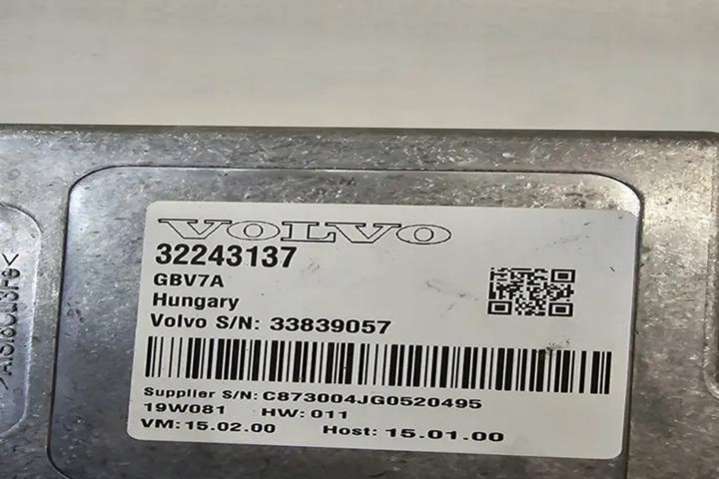 VOLVO
32243137
GBV7A
Hungary
Volvo S/N: 33839057
Supplier S/N: C873004JG0520495
19W081 HW: 011
VM: 15.02.00 Host: 15.01.00